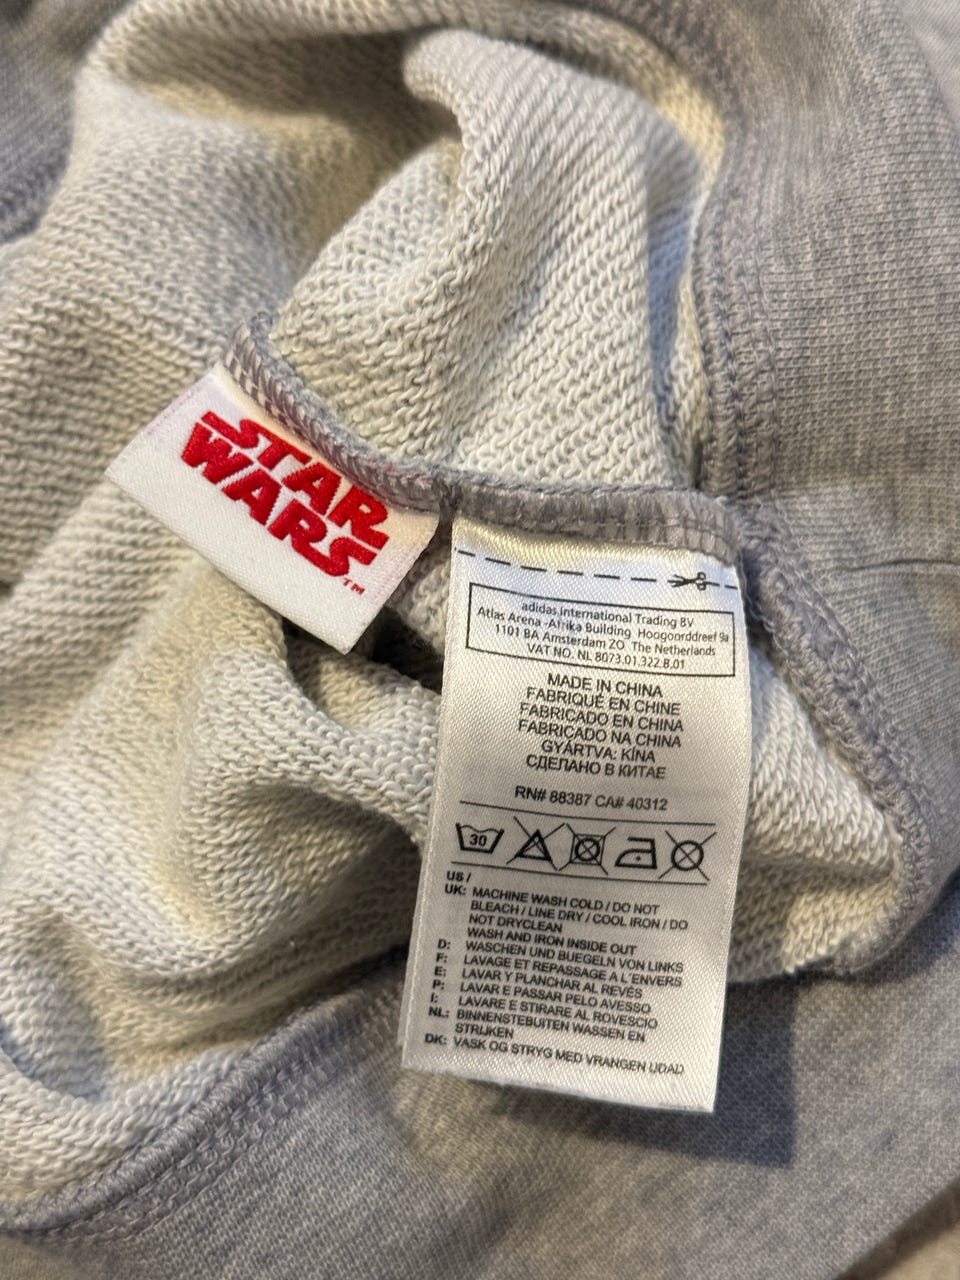 STAR
WARS
TM
adidas International Trading BV
Atlas Arena -Afrika Building Hoogoorddreef 9a
1101 BA Amsterdam ZO The Netherlands
VAT NO. NL 8073.01.322.B.01
MADE IN CHINA
FABRIQUÉ EN CHINE
FABRICADO EN CHINA
FABRICADO NA CHINA
GYÁRTVA: KÍNA
СДЕЛАНО В КИТАЕ
RN# 88387 CA# 40312
30
US /
UK: MACHINE WASH COLD / DO NOT
BLEACH / LINE DRY / COOL IRON / DO
NOT DRYCLEAN
WASH AND IRON INSIDE OUT
D: WASCHEN UND BUEGELN VON LINKS
F: LAVAGE ET REPASSAGE A L'ENVERS
E: LAVAR Y PLANCHAR AL REVÉS
P: LAVAR E PASSAR PELO AVESSO
I: LAVARE E STIRARE AL ROVESCIO
NL: BINNENSTEBUITEN WASSEN EN
STRIJKEN
DK: VASK OG STRYG MED VRANGEN UDAD